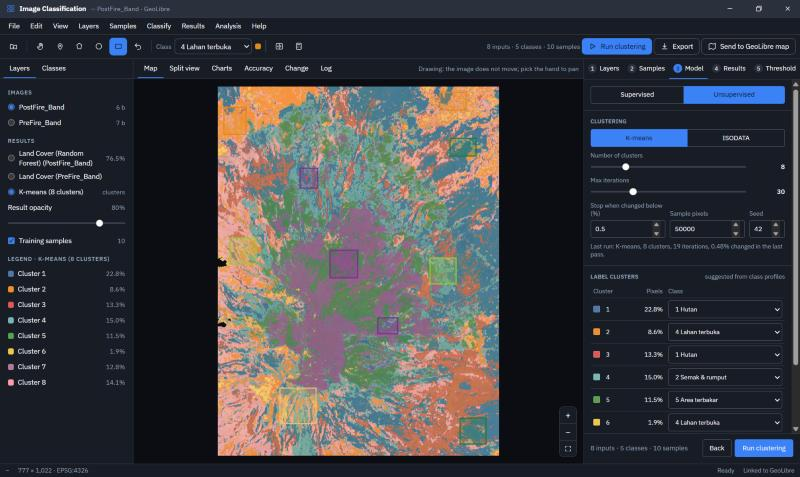 Image Classification — PostFire_Band · GeoLibre
File Edit View Layers Samples Classify Results Analysis Help
Class 4 Lahan terbuka 8 inputs · 5 classes · 10 samples Run clustering Export Send to GeoLibre map
Layers Classes
Map Split view Charts Accuracy Change Log Drawing: the image does not move; pick the hand to pan
1 Layers 2 Samples 3 Model 4 Results 5 Threshold
IMAGES
PostFire_Band 6 b
PreFire_Band 7 b
RESULTS
Land Cover (Random
Forest) (PostFire_Band) 76.5%
Land Cover (PreFire_Band)
K-means (8 clusters) clusters
Result opacity 80%
Training samples 10
LEGEND · K-MEANS (8 CLUSTERS)
Cluster 1 22.8%
Cluster 2 8.6%
Cluster 3 13.3%
Cluster 4 15.0%
Cluster 5 11.5%
Cluster 6 1.9%
Cluster 7 12.8%
Cluster 8 14.1%
+
−
Supervised Unsupervised
CLUSTERING
K-means ISODATA
Number of clusters
8
Max iterations
30
Stop when changed below
(%) Sample pixels Seed
0.5 50000 42
Last run: K-means, 8 clusters, 19 iterations, 0.48% changed in the last
pass.
LABEL CLUSTERS suggested from class profiles
Cluster Pixels Class
1 22.8% 1 Hutan
2 8.6% 4 Lahan terbuka
3 13.3% 1 Hutan
4 15.0% 2 Semak & rumput
5 11.5% 5 Area terbakar
6 1.9% 4 Lahan terbuka
8 inputs · 5 classes · 10 samples Back Run clustering
777 × 1,022 · EPSG:4326 Ready Linked to GeoLibre